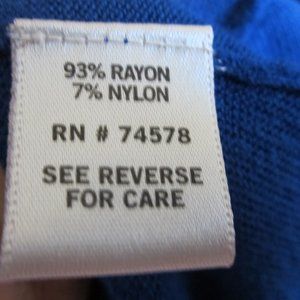 93% RAYON
7% NYLON
RN # 74578
SEE REVERSE
FOR CARE